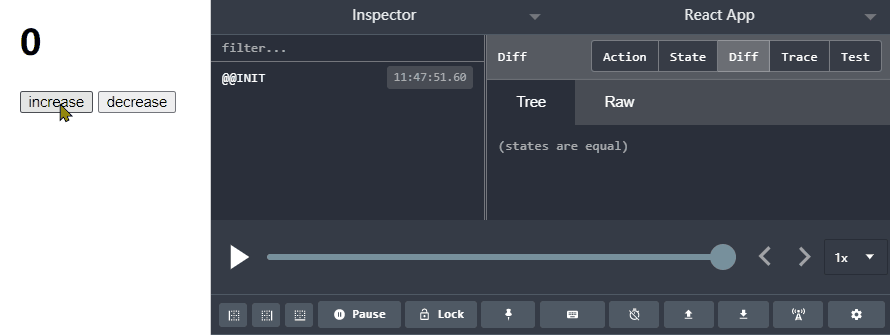 0
increase decrease
Inspector React App
filter...
@@INIT 11:47:51.60
Diff Action State Diff Trace Test
Tree Raw
(states are equal)
1x
Pause Lock